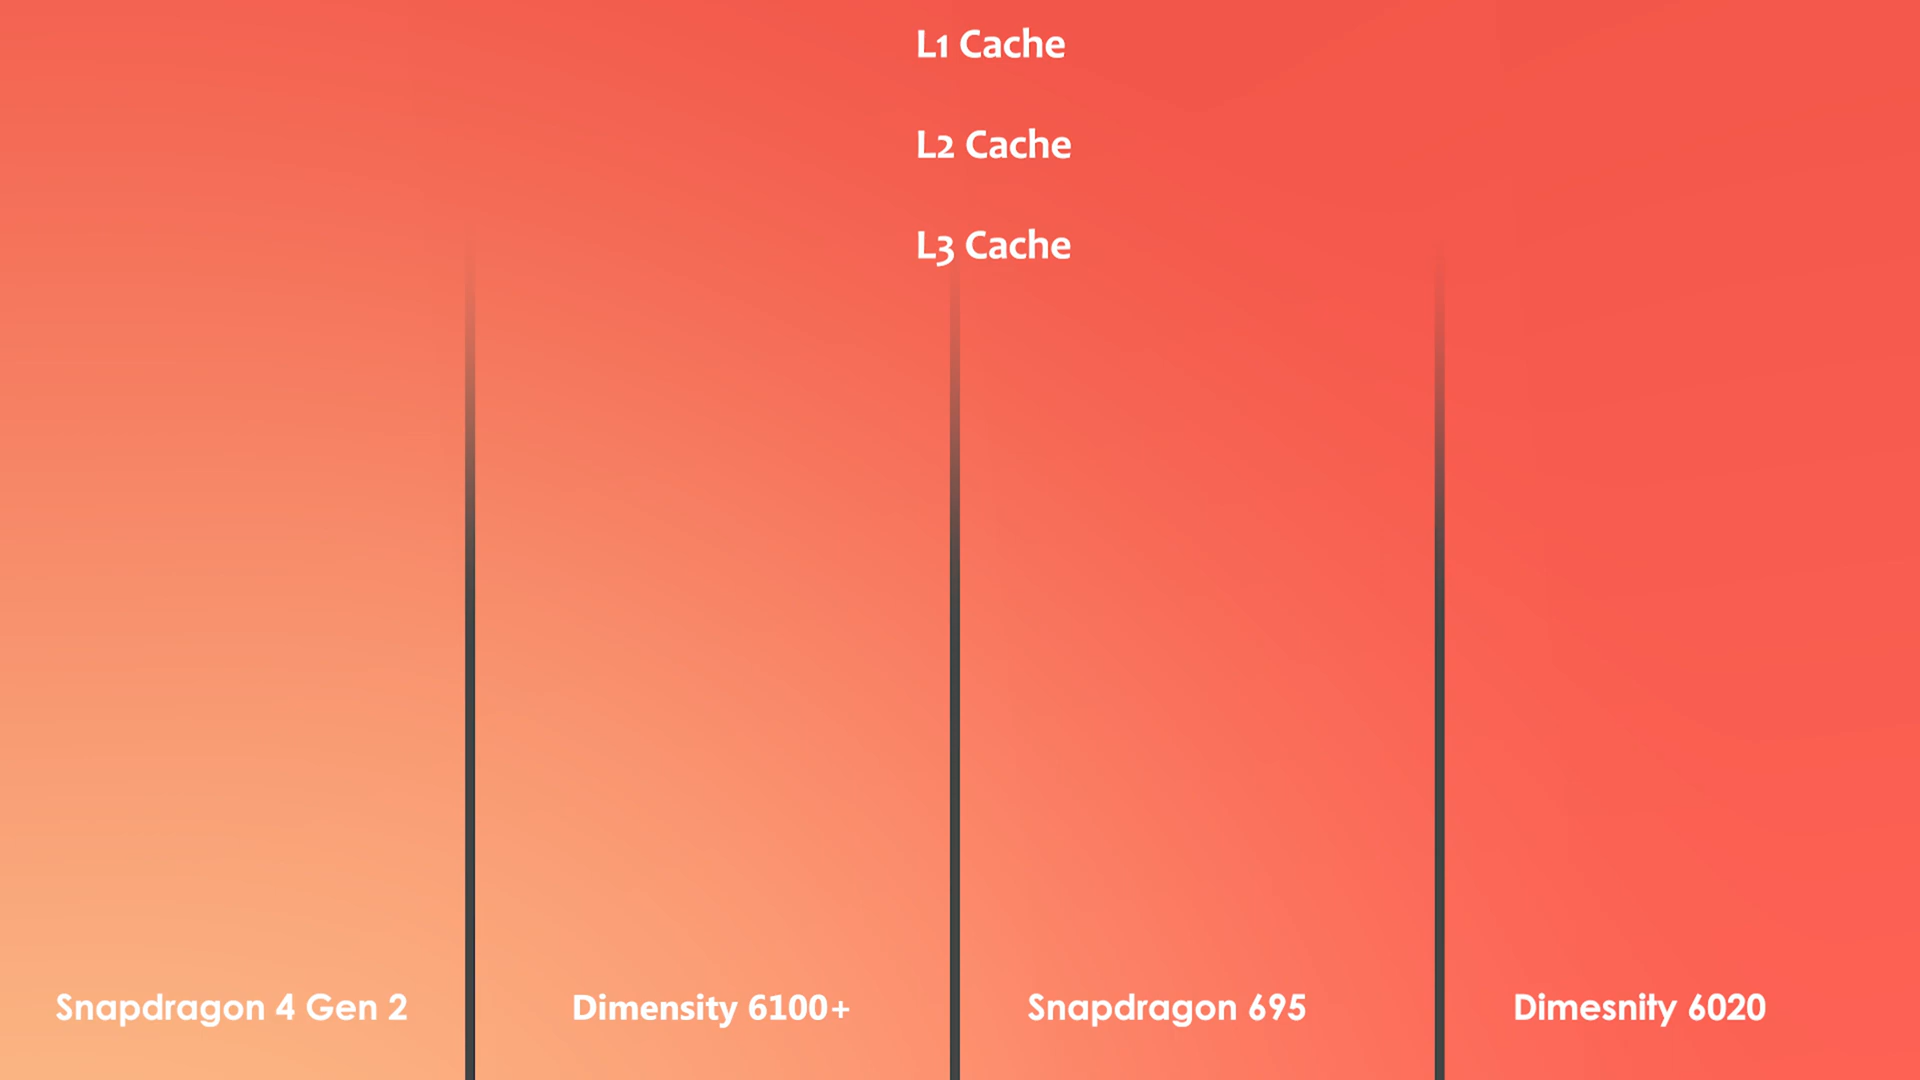 L1 Cache
L2 Cache
L3 Cache
Snapdragon 4 Gen 2
Dimensity 6100+
Snapdragon 695
Dimesnity 6020